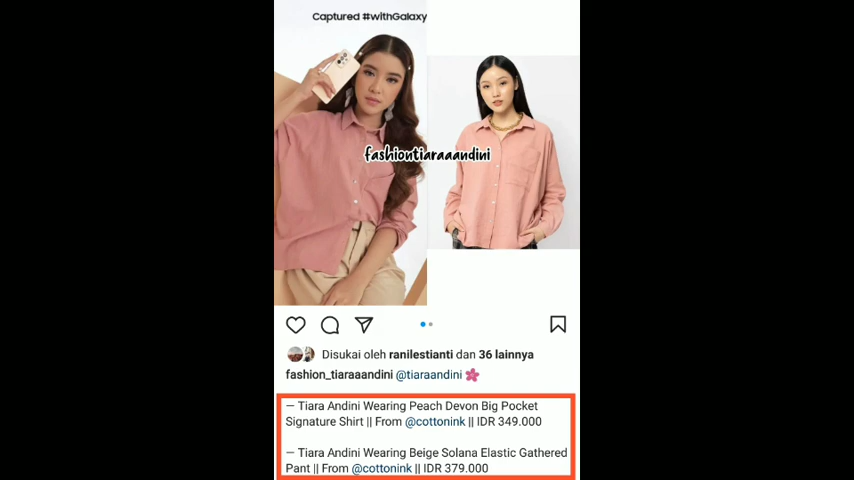 Captured #withGalaxy
fashiontiaraaandini
Disukai oleh ranilestianti dan 36 lainnya
fashion_tiaraaandini @tiaraandini
— Tiara Andini Wearing Peach Devon Big Pocket
Signature Shirt || From @cottonink || IDR 349.000
— Tiara Andini Wearing Beige Solana Elastic Gathered
Pant || From @cottonink || IDR 379.000